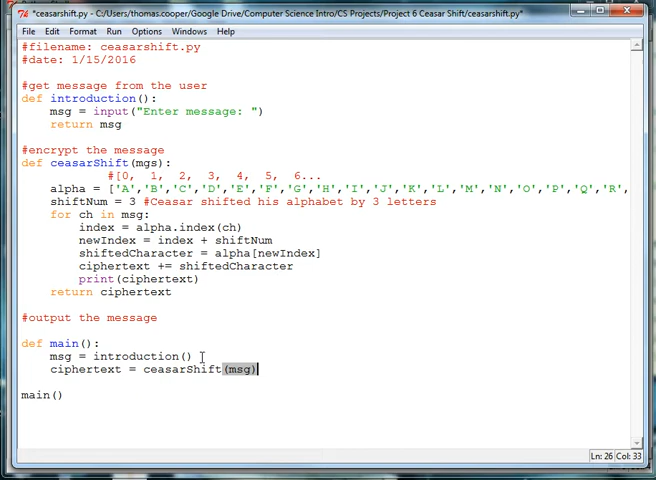 *ceasarshift.py - C:/Users/thomas.cooper/Google Drive/Computer Science Intro/CS Projects/Project 6 Ceasar Shift/ceasarshift.py*
File Edit Format Run Options Windows Help
#filename: ceasarshift.py
#date: 1/15/2016
#get message from the user
def introduction():
    msg = input("Enter message: ")
    return msg
#encrypt the message
def ceasarShift(mgs):
            #[0, 1, 2, 3, 4, 5, 6...
    alpha = ['A','B','C','D','E','F','G','H','I','J','K','L','M','N','O','P','Q','R',
    shiftNum = 3 #Ceasar shifted his alphabet by 3 letters
    for ch in msg:
        index = alpha.index(ch)
        newIndex = index + shiftNum
        shiftedCharacter = alpha[newIndex]
        ciphertext += shiftedCharacter
        print(ciphertext)
    return ciphertext
#output the message
def main():
    msg = introduction()
    ciphertext = ceasarShift(msg)
main()
Ln: 26 Col: 33